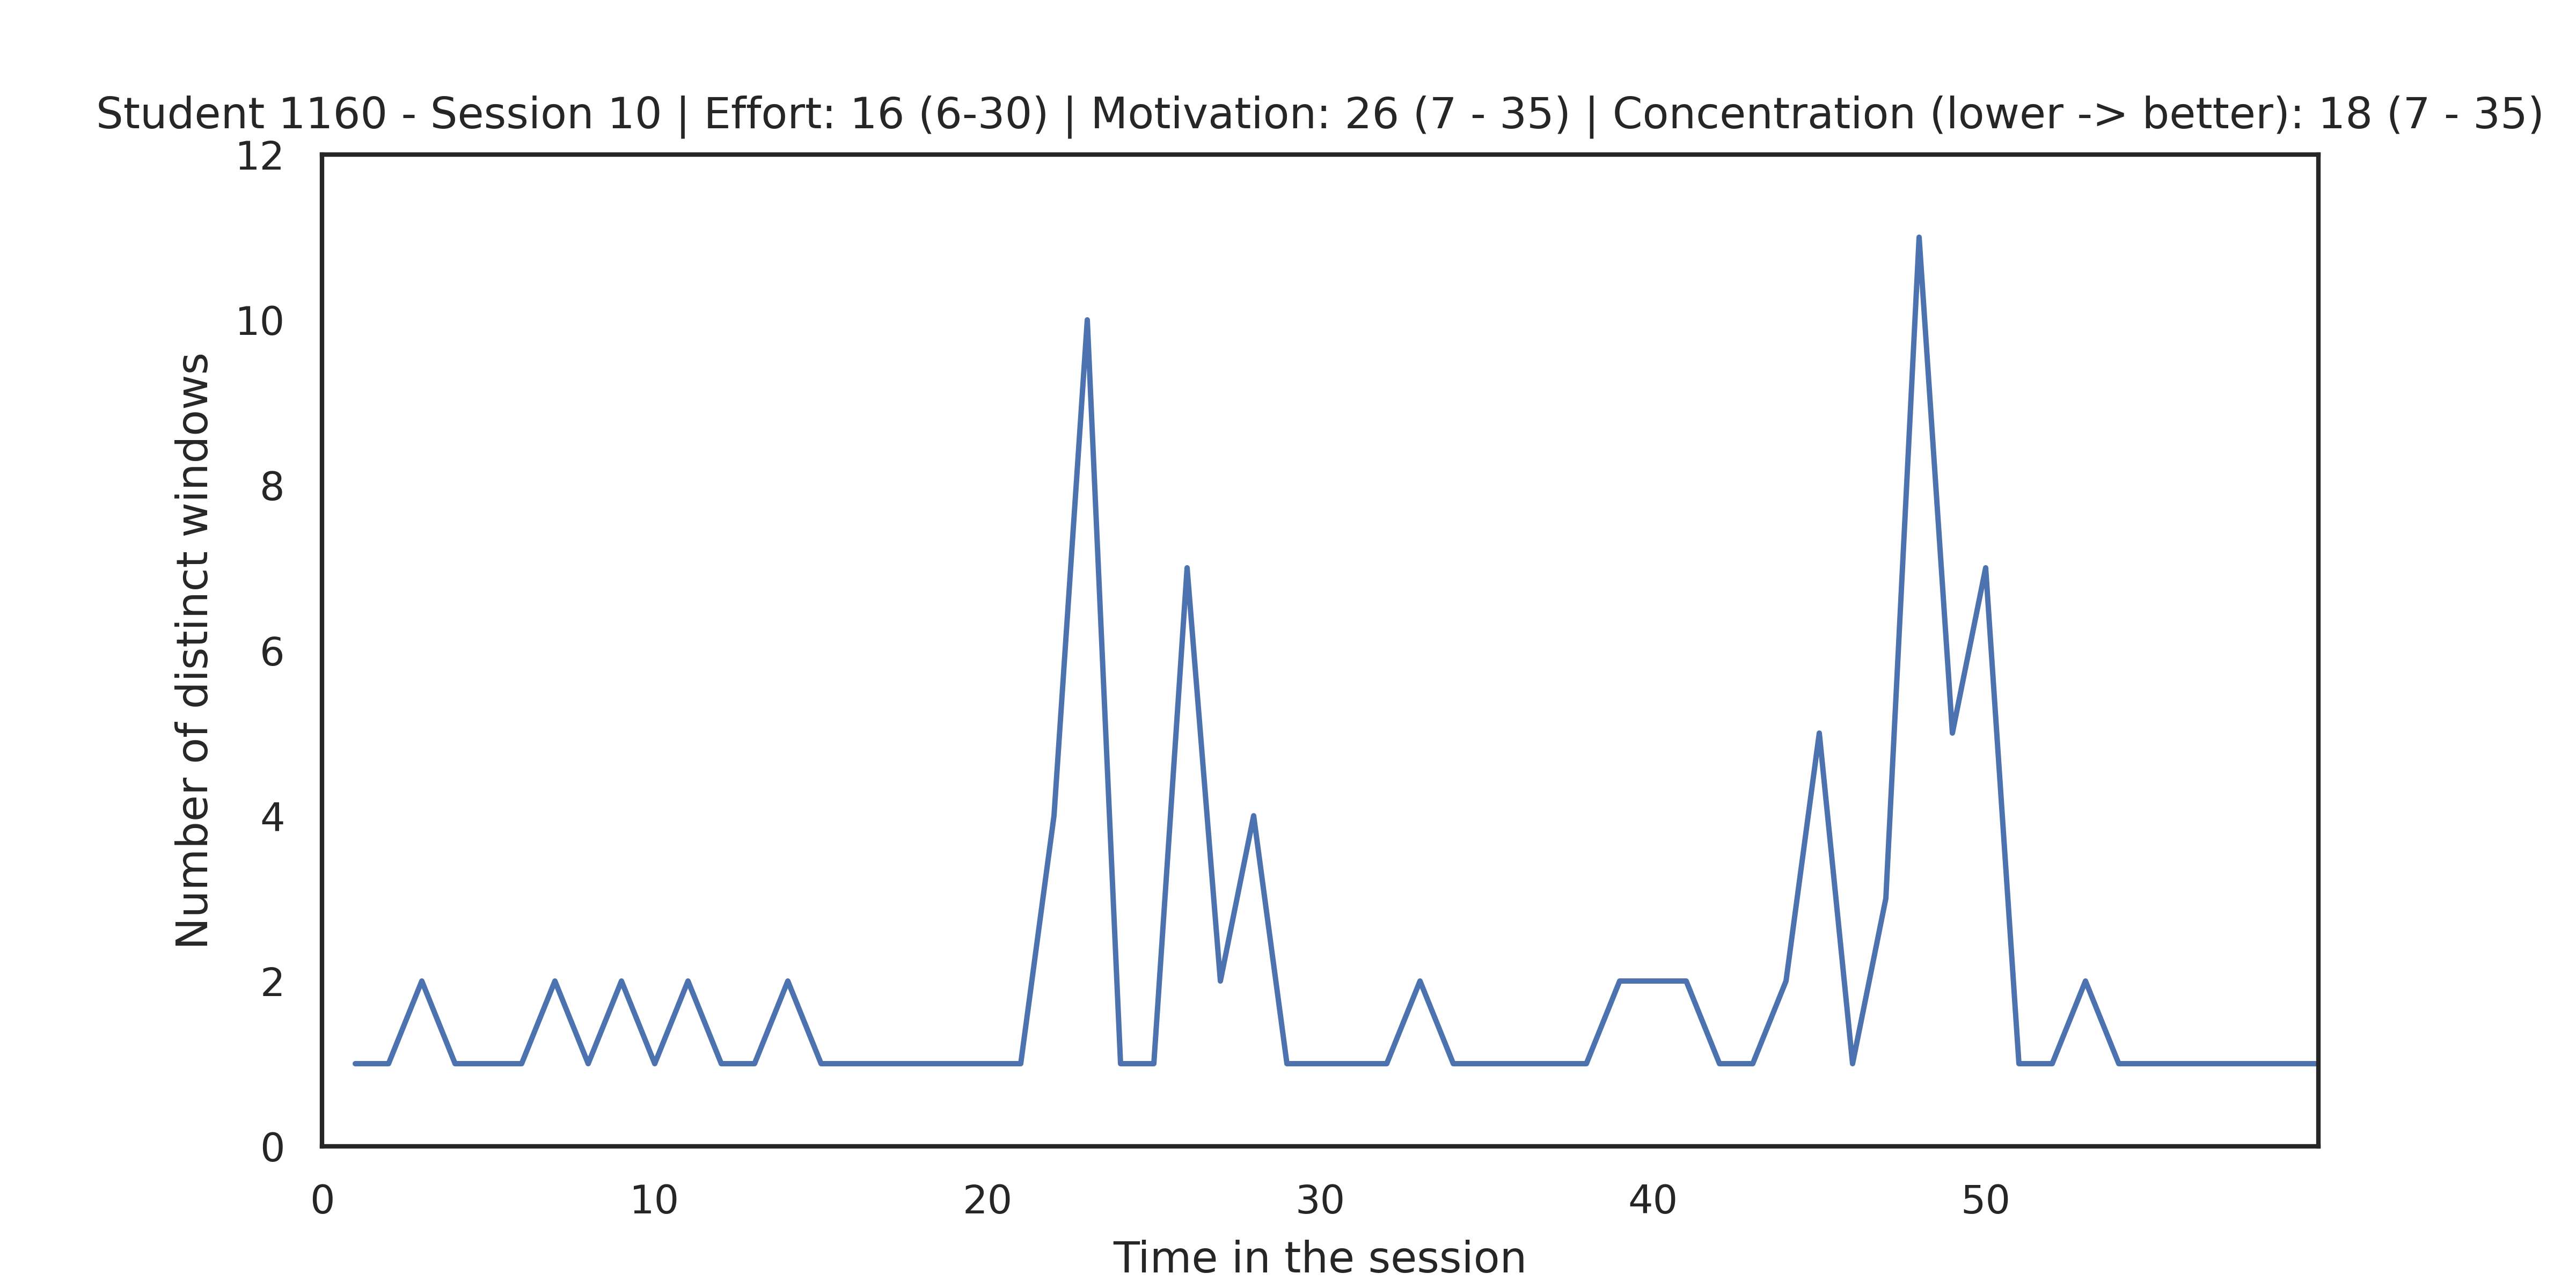 Student 1160 - Session 10 | Effort: 16 (6-30) | Motivation: 26 (7 - 35) | Concentration (lower -> better): 18 (7 - 35)
12
10
8
6
4
2
0
Number of distinct windows
0 10 20 30 40 50
Time in the session